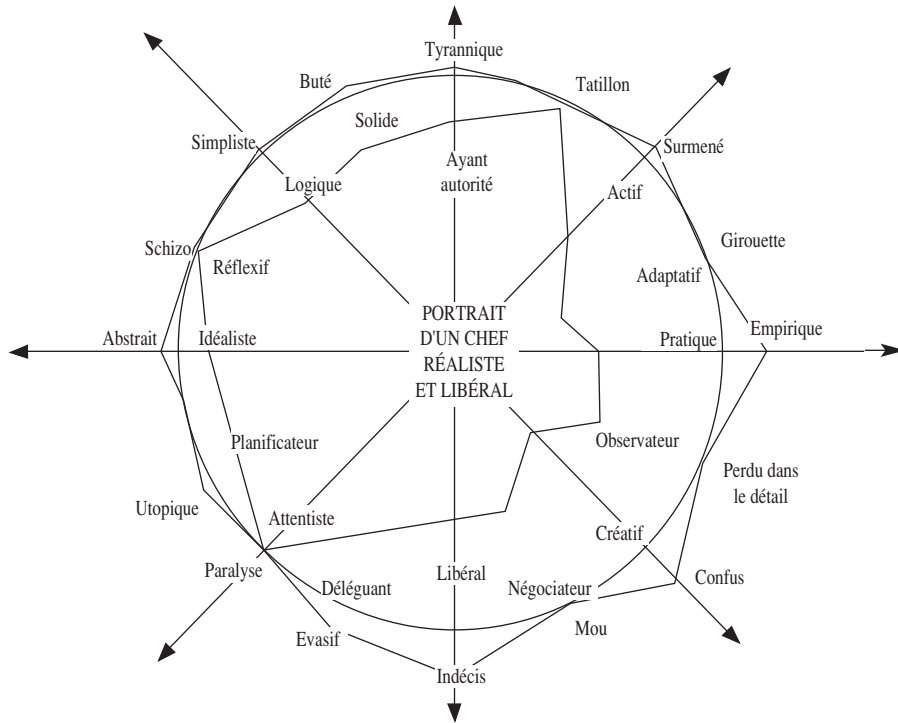 Tyrannique
Buté
Tatillon
Solide
Simpliste
Surmené
Ayant
autorité
Logique
Actif
Schizo
Girouette
Réflexif
Adaptatif
PORTRAIT
D'UN CHEF
RÉALISTE
ET LIBÉRAL
Abstrait
Idéaliste
Pratique
Empirique
Planificateur
Observateur
Perdu dans
le détail
Utopique
Attentiste
Créatif
Paralyse
Libéral
Confus
Déléguant
Négociateur
Evasif
Mou
Indécis